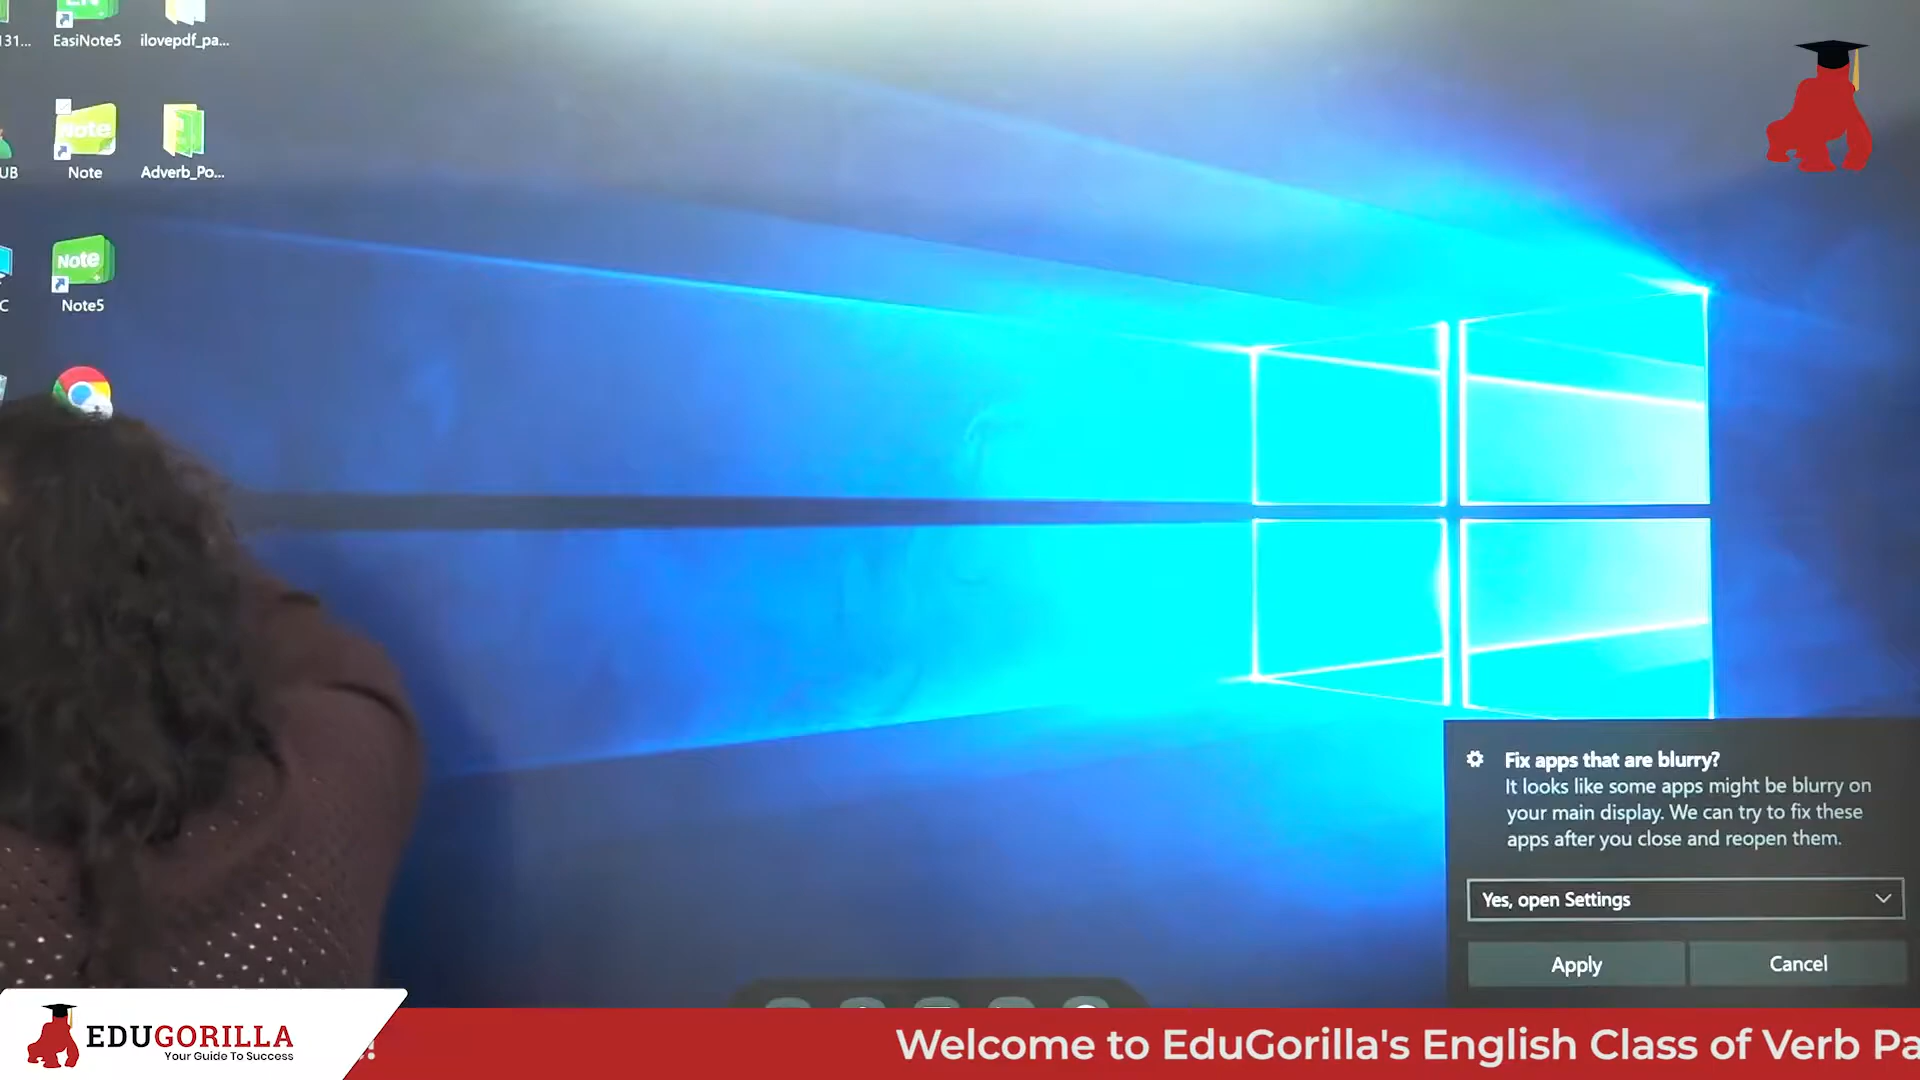 131...
EasiNote5
ilovepdf_pa...
Note
UB
Note
Adverb_Po...
Note
C
Note5
Fix apps that are blurry?
It looks like some apps might be blurry on
your main display. We can try to fix these
apps after you close and reopen them.
Yes, open Settings
Apply
Cancel
EDUGORILLA
Your Guide To Success
!
Welcome to EduGorilla's English Class of Verb Pa